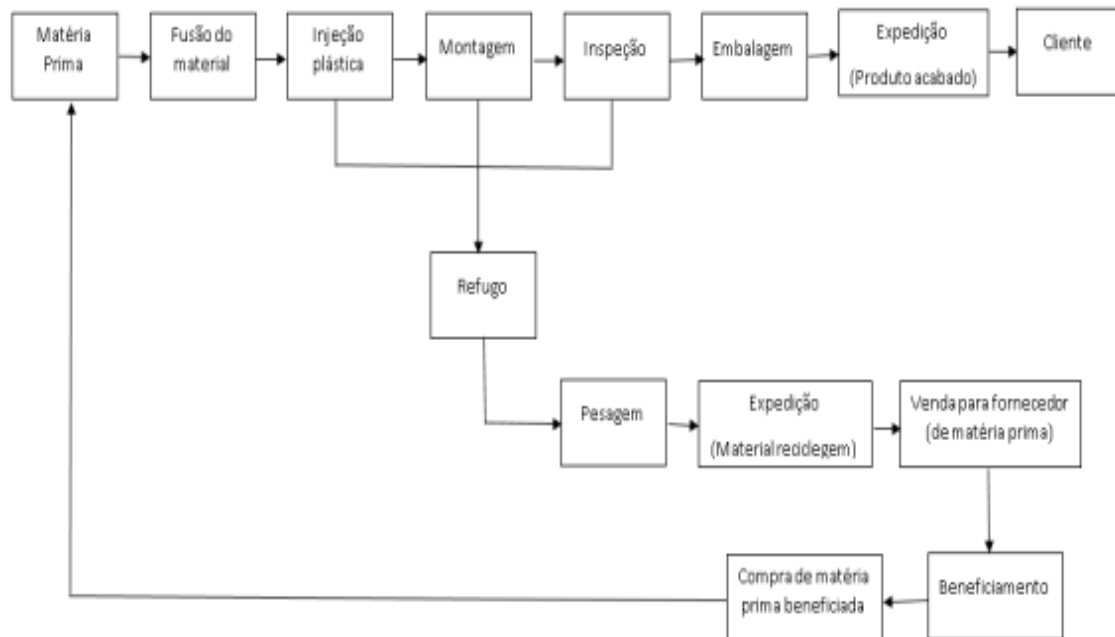 Matéria
Prima
Fusão do
material
Injeção
plástica
Montagem
Inspeção
Embalagem
Expedição
(Produto acabado)
Cliente
Refugo
Pesagem
Expedição
(Material reciclegem)
Venda para fornecedor
(de matéria prima)
Compra de matéria
prima beneficiada
Beneficiamento